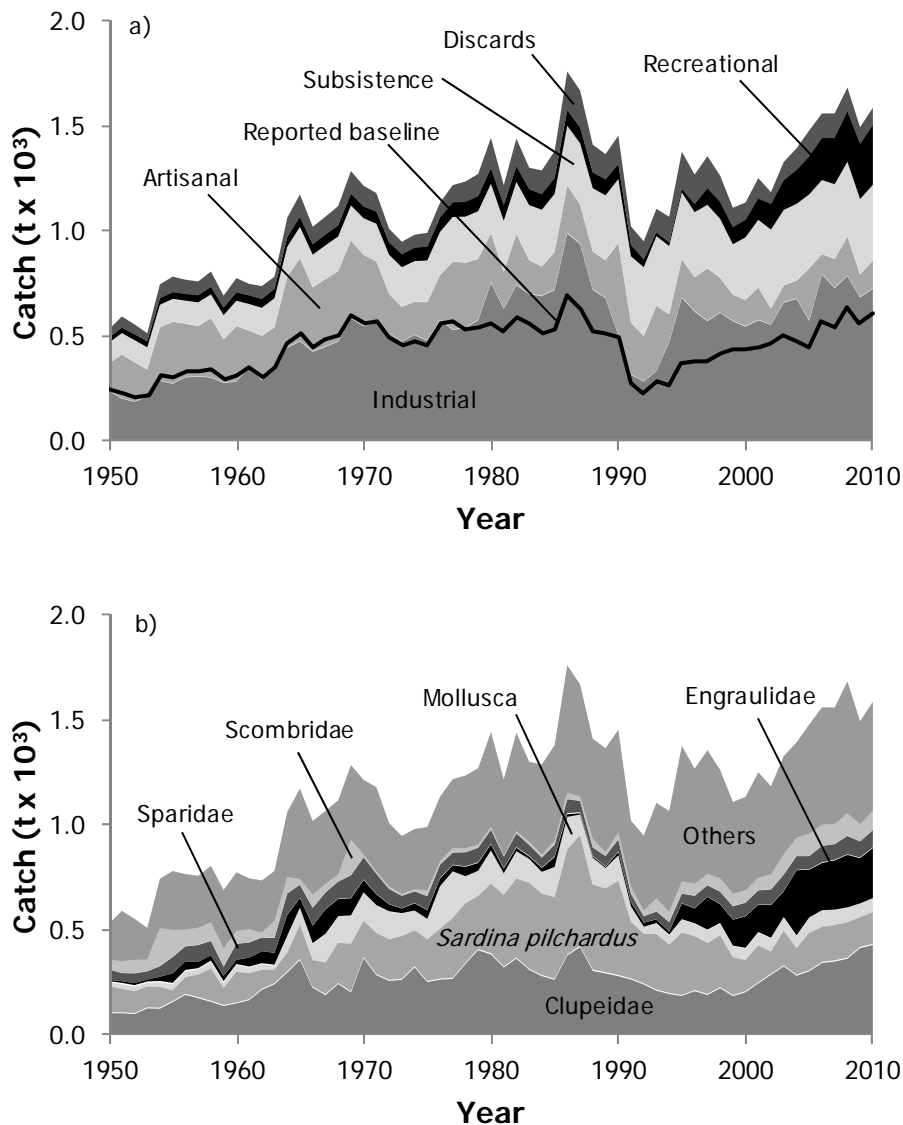 a)
2.0
Discards
Subsistence
Recreational
Reported baseline
1.5
Artisanal
1.0
0.5
Industrial
0.0
Catch (t x 10³)
1950 1960 1970 1980 1990 2000 2010
Year
b)
2.0
Mollusca
Engraulidae
1.5
Scombridae
Sparidae
1.0
Others
0.5
Sardina pilchardus
Clupeidae
0.0
Catch (t x 10³)
1950 1960 1970 1980 1990 2000 2010
Year